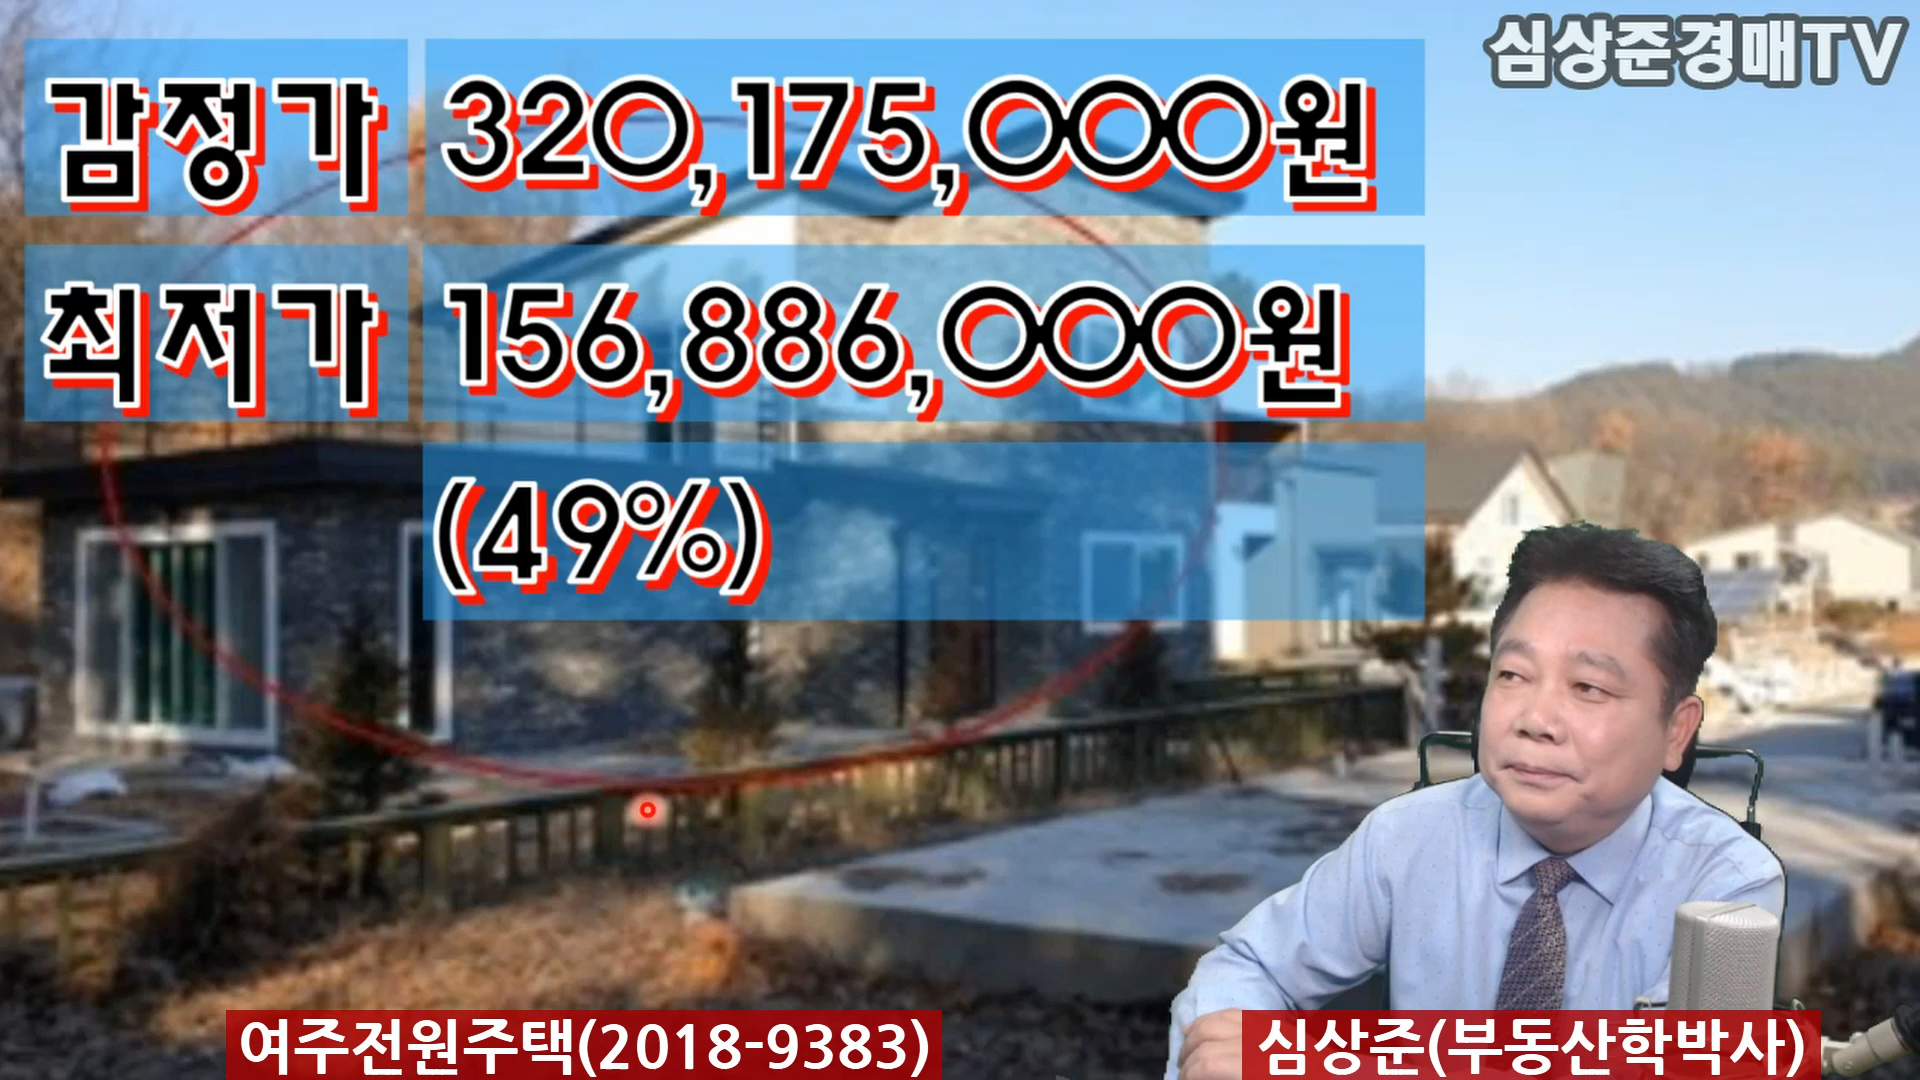 심상준경매TV
감정가 320,175,000원
최저가 156,886,000원
(49%)
여주전원주택(2018-9383)
심상준(부동산학박사)